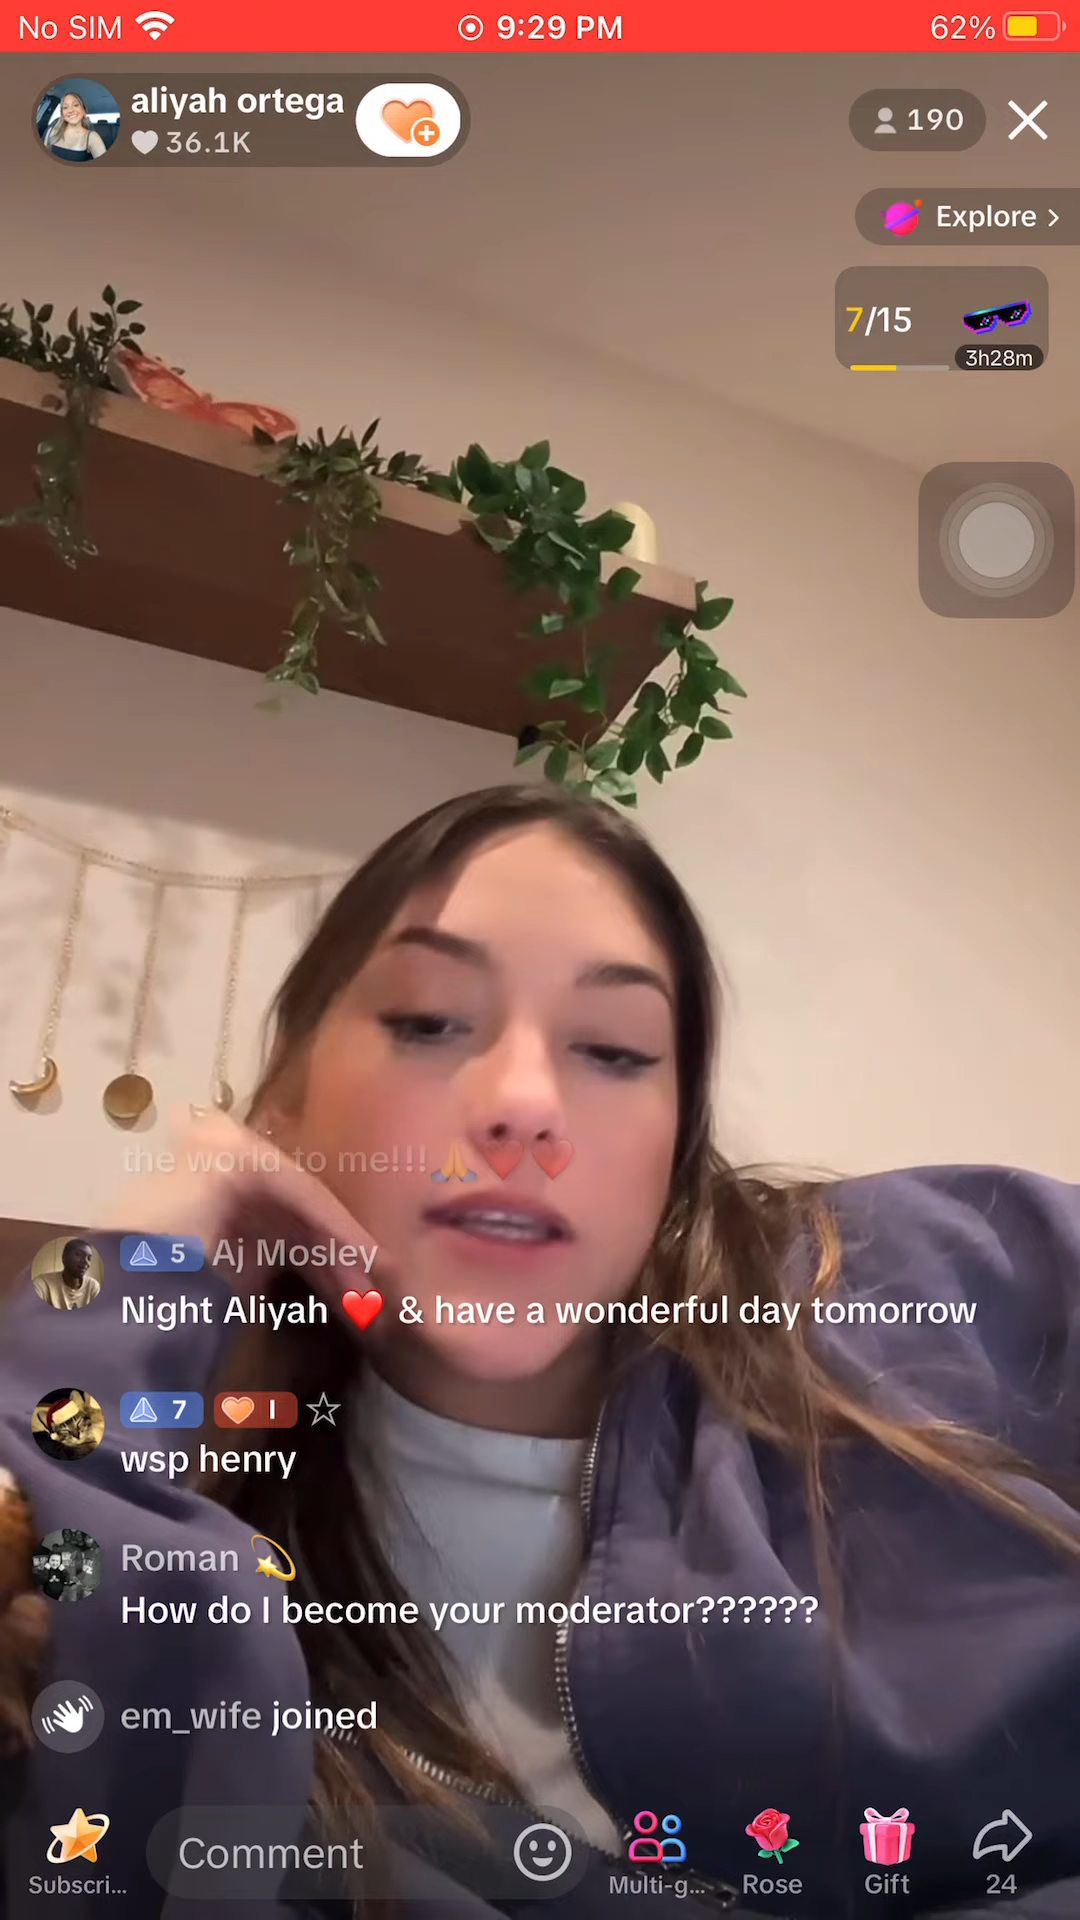 No SIM 9:29 PM 62%
aliyah ortega
36.1K
190
Explore >
7/15
3h28m
the world to me!!!🙏❤️❤️
5 Aj Mosley
Night Aliyah ❤️ & have a wonderful day tomorrow
7 I
wsp henry
Roman 💫
How do I become your moderator??????
em_wife joined
Comment
Subscri... Multi-g... Rose Gift 24